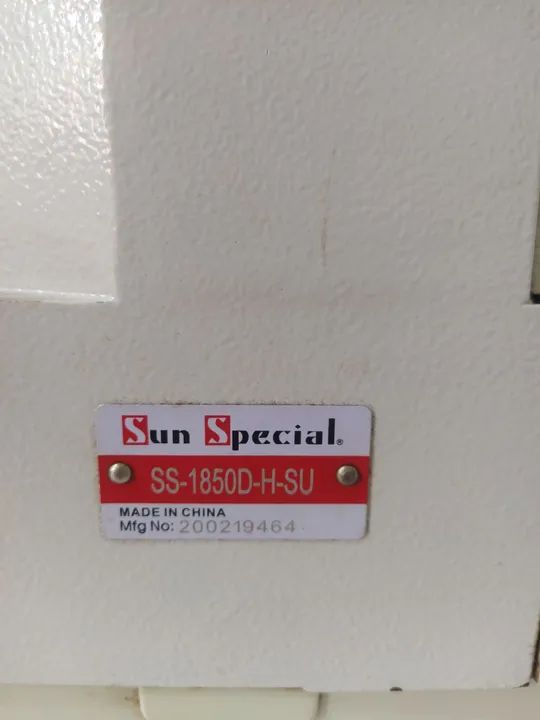 Sun Special®
SS-1850D-H-SU
MADE IN CHINA
Mfg No: 200219464